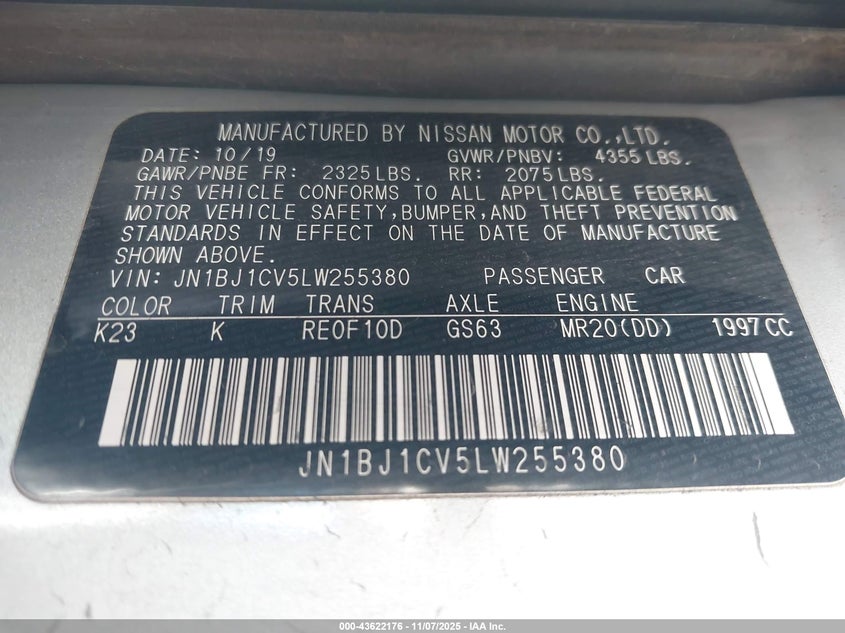 MANUFACTURED BY NISSAN MOTOR CO.,LTD.
DATE: 10/19 GVWR/PNBV: 4355 LBS.
GAWR/PNBE FR: 2325 LBS. RR: 2075 LBS.
THIS VEHICLE CONFORMS TO ALL APPLICABLE FEDERAL
MOTOR VEHICLE SAFETY,BUMPER,AND THEFT PREVENTION
STANDARDS IN EFFECT ON THE DATE OF MANUFACTURE
SHOWN ABOVE.
VIN: JN1BJ1CV5LW255380 PASSENGER CAR
COLOR TRIM TRANS AXLE ENGINE
K23 K RE0F10D GS63 MR20(DD) 1997 CC
JN1BJ1CV5LW255380
000-43622176 - 11/07/2025 - IAA Inc.